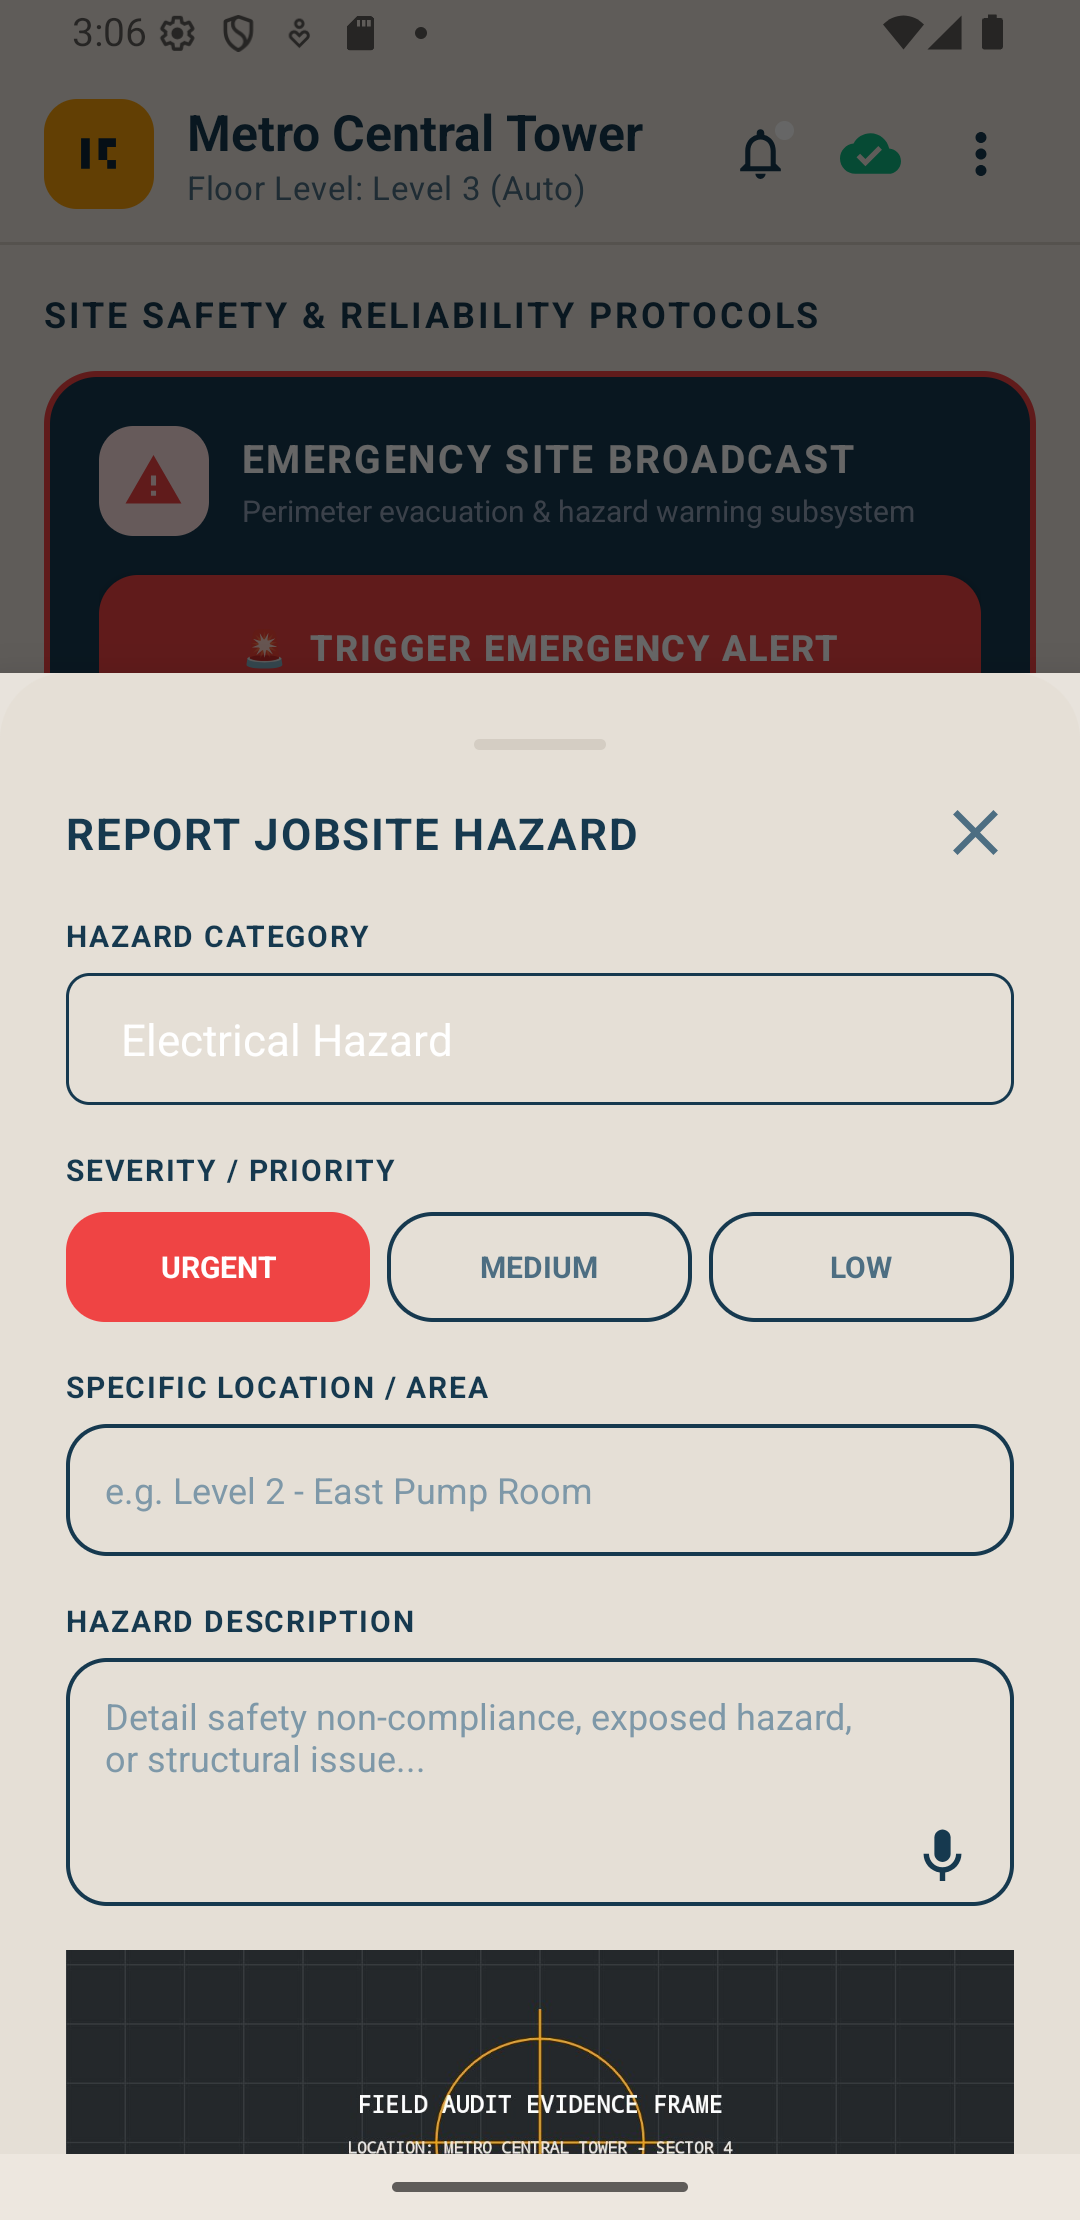 3:06
Metro Central Tower
Floor Level: Level 3 (Auto)
SITE SAFETY & RELIABILITY PROTOCOLS
EMERGENCY SITE BROADCAST
Perimeter evacuation & hazard warning subsystem
TRIGGER EMERGENCY ALERT
REPORT JOBSITE HAZARD
HAZARD CATEGORY
Electrical Hazard
SEVERITY / PRIORITY
URGENT MEDIUM LOW
SPECIFIC LOCATION / AREA
e.g. Level 2 - East Pump Room
HAZARD DESCRIPTION
Detail safety non-compliance, exposed hazard,
or structural issue...
FIELD AUDIT EVIDENCE FRAME
LOCATION: METRO CENTRAL TOWER - SECTOR 4